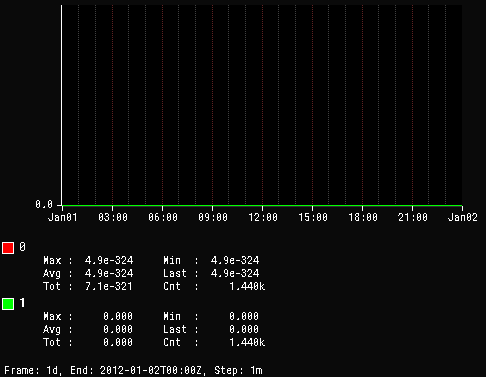 0.0
Jan01 03:00 06:00 09:00 12:00 15:00 18:00 21:00 Jan02
0
Max : 4.9e-324 Min : 4.9e-324
Avg : 4.9e-324 Last : 4.9e-324
Tot : 7.1e-321 Cnt : 1.440k
1
Max : 0.000 Min : 0.000
Avg : 0.000 Last : 0.000
Tot : 0.000 Cnt : 1.440k
Frame: 1d, End: 2012-01-02T00:00Z, Step: 1m